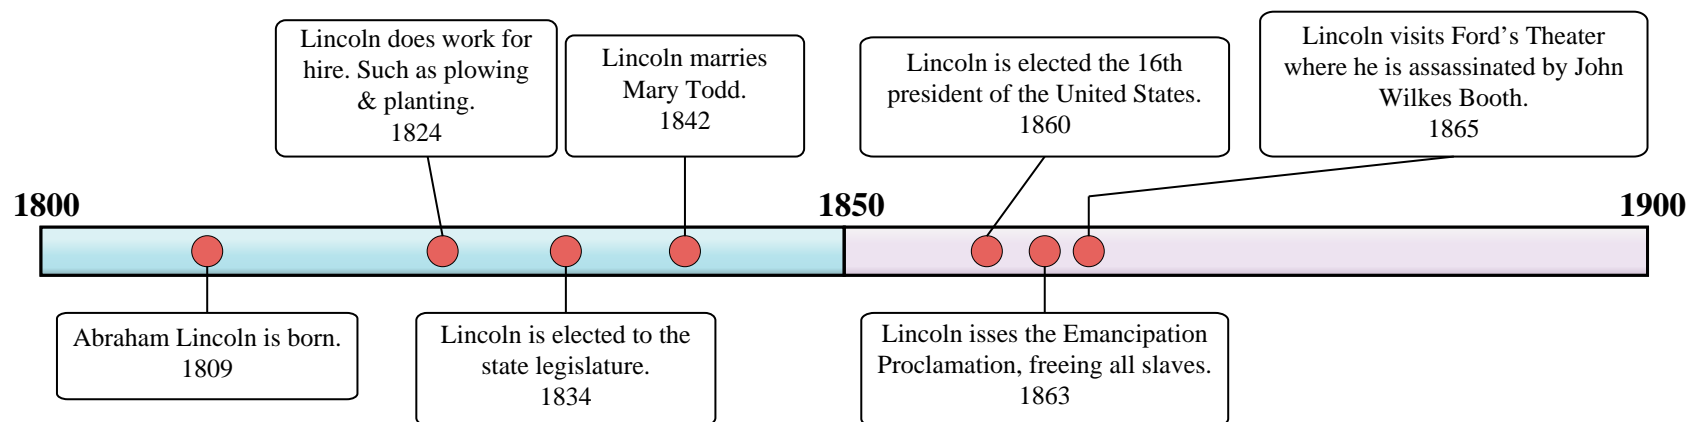 Lincoln does work for
hire. Such as plowing
& planting.
1824
Lincoln marries
Mary Todd.
1842
Lincoln is elected the 16th
president of the United States.
1860
Lincoln visits Ford’s Theater
where he is assassinated by John
Wilkes Booth.
1865
1800
1850
1900
Abraham Lincoln is born.
1809
Lincoln is elected to the
state legislature.
1834
Lincoln isses the Emancipation
Proclamation, freeing all slaves.
1863